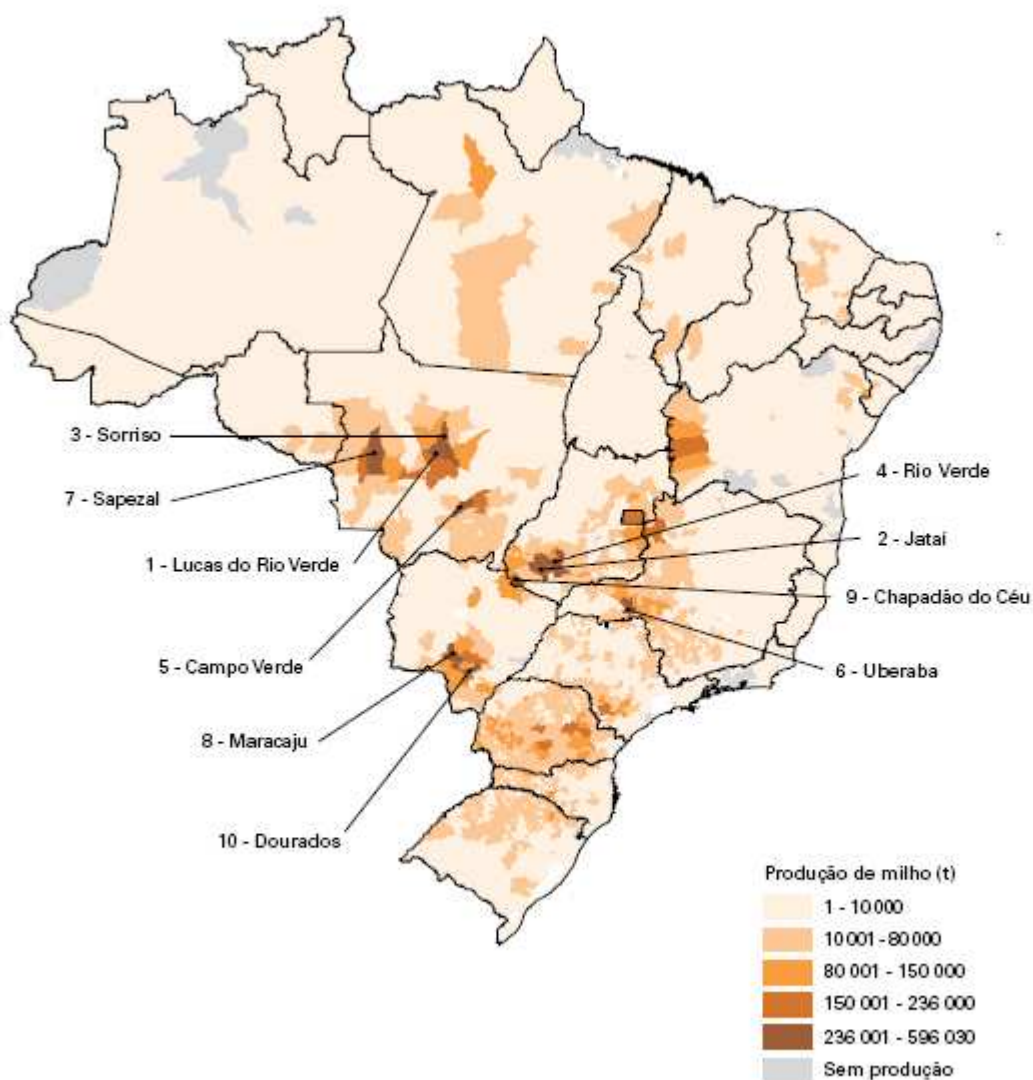 3 - Sorriso
7 - Sapezal
4 - Rio Verde
2 - Jataí
1 - Lucas do Rio Verde
9 - Chapadão do Céu
5 - Campo Verde
6 - Uberaba
8 - Maracaju
10 - Dourados
Produção de milho (t)
1 - 10 000
10 001 - 80 000
80 001 - 150 000
150 001 - 236 000
236 001 - 596 030
Sem produção